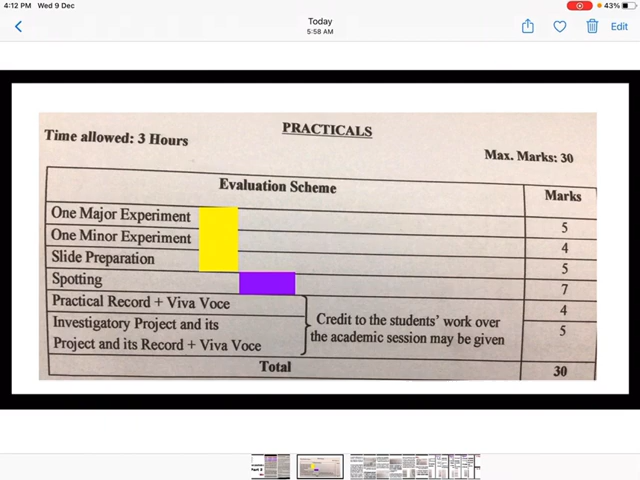 4:12 PM Wed 9 Dec
43%
Today
5:58 AM
Edit
PRACTICALS
Time allowed: 3 Hours
Max. Marks: 30
Evaluation Scheme Marks
One Major Experiment 5
One Minor Experiment 4
Slide Preparation 5
Spotting 7
Practical Record + Viva Voce 4
Investigatory Project and its 5
Project and its Record + Viva Voce
Credit to the students' work over
the academic session may be given
Total 30